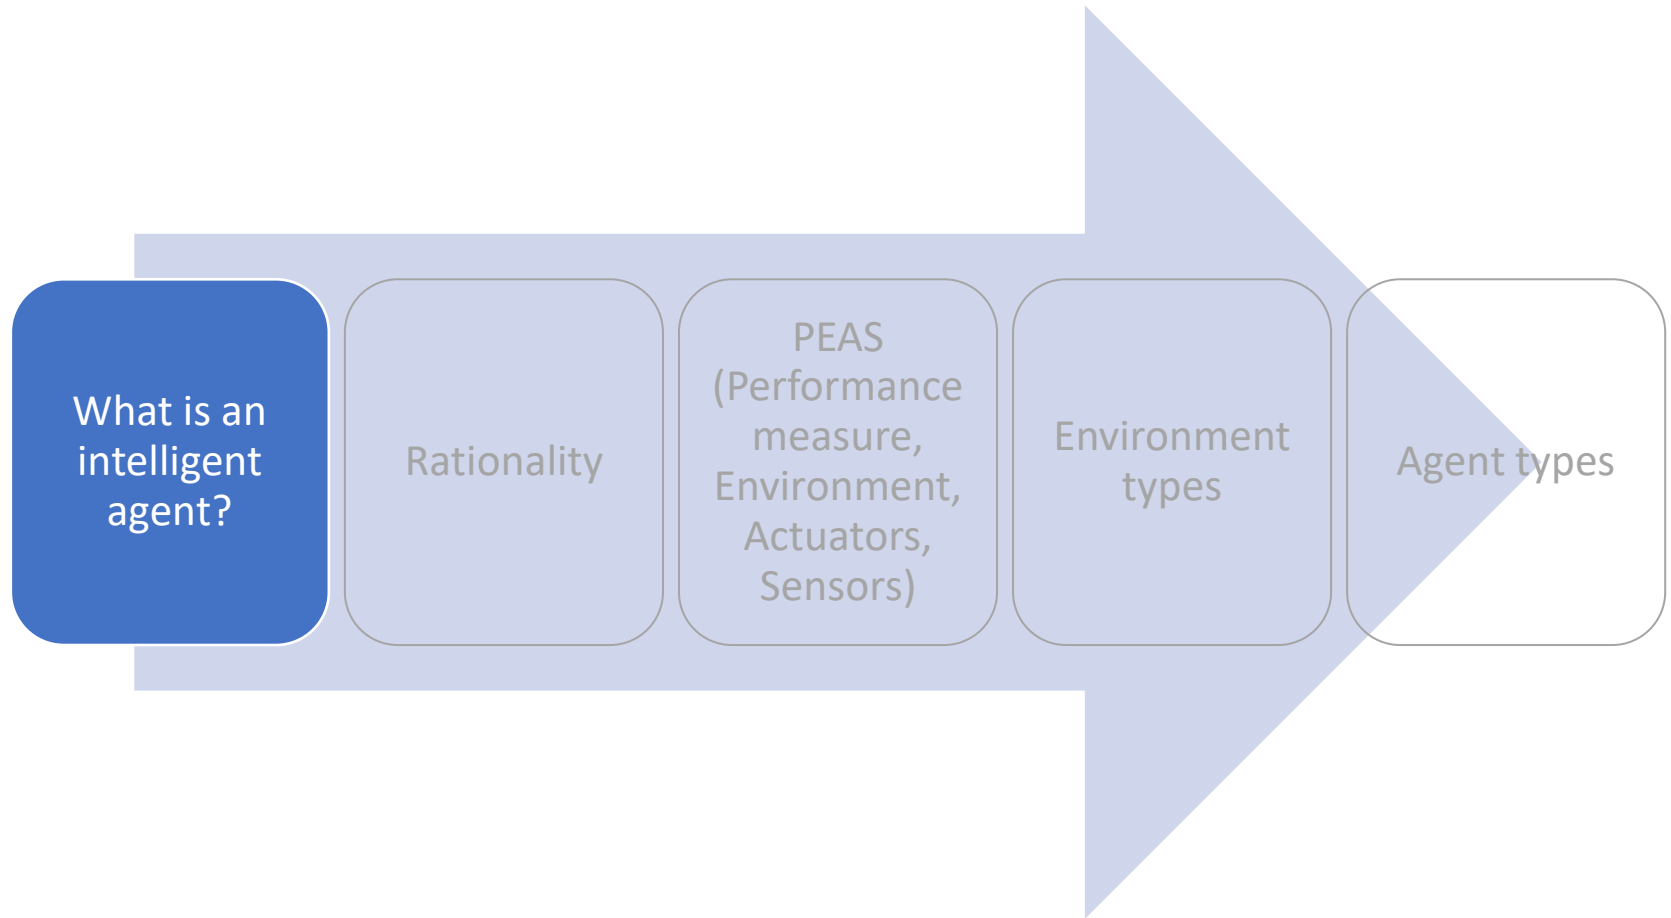 What is an
intelligent
agent?
Rationality
PEAS
(Performance
measure,
Environment,
Actuators,
Sensors)
Environment
types
Agent types